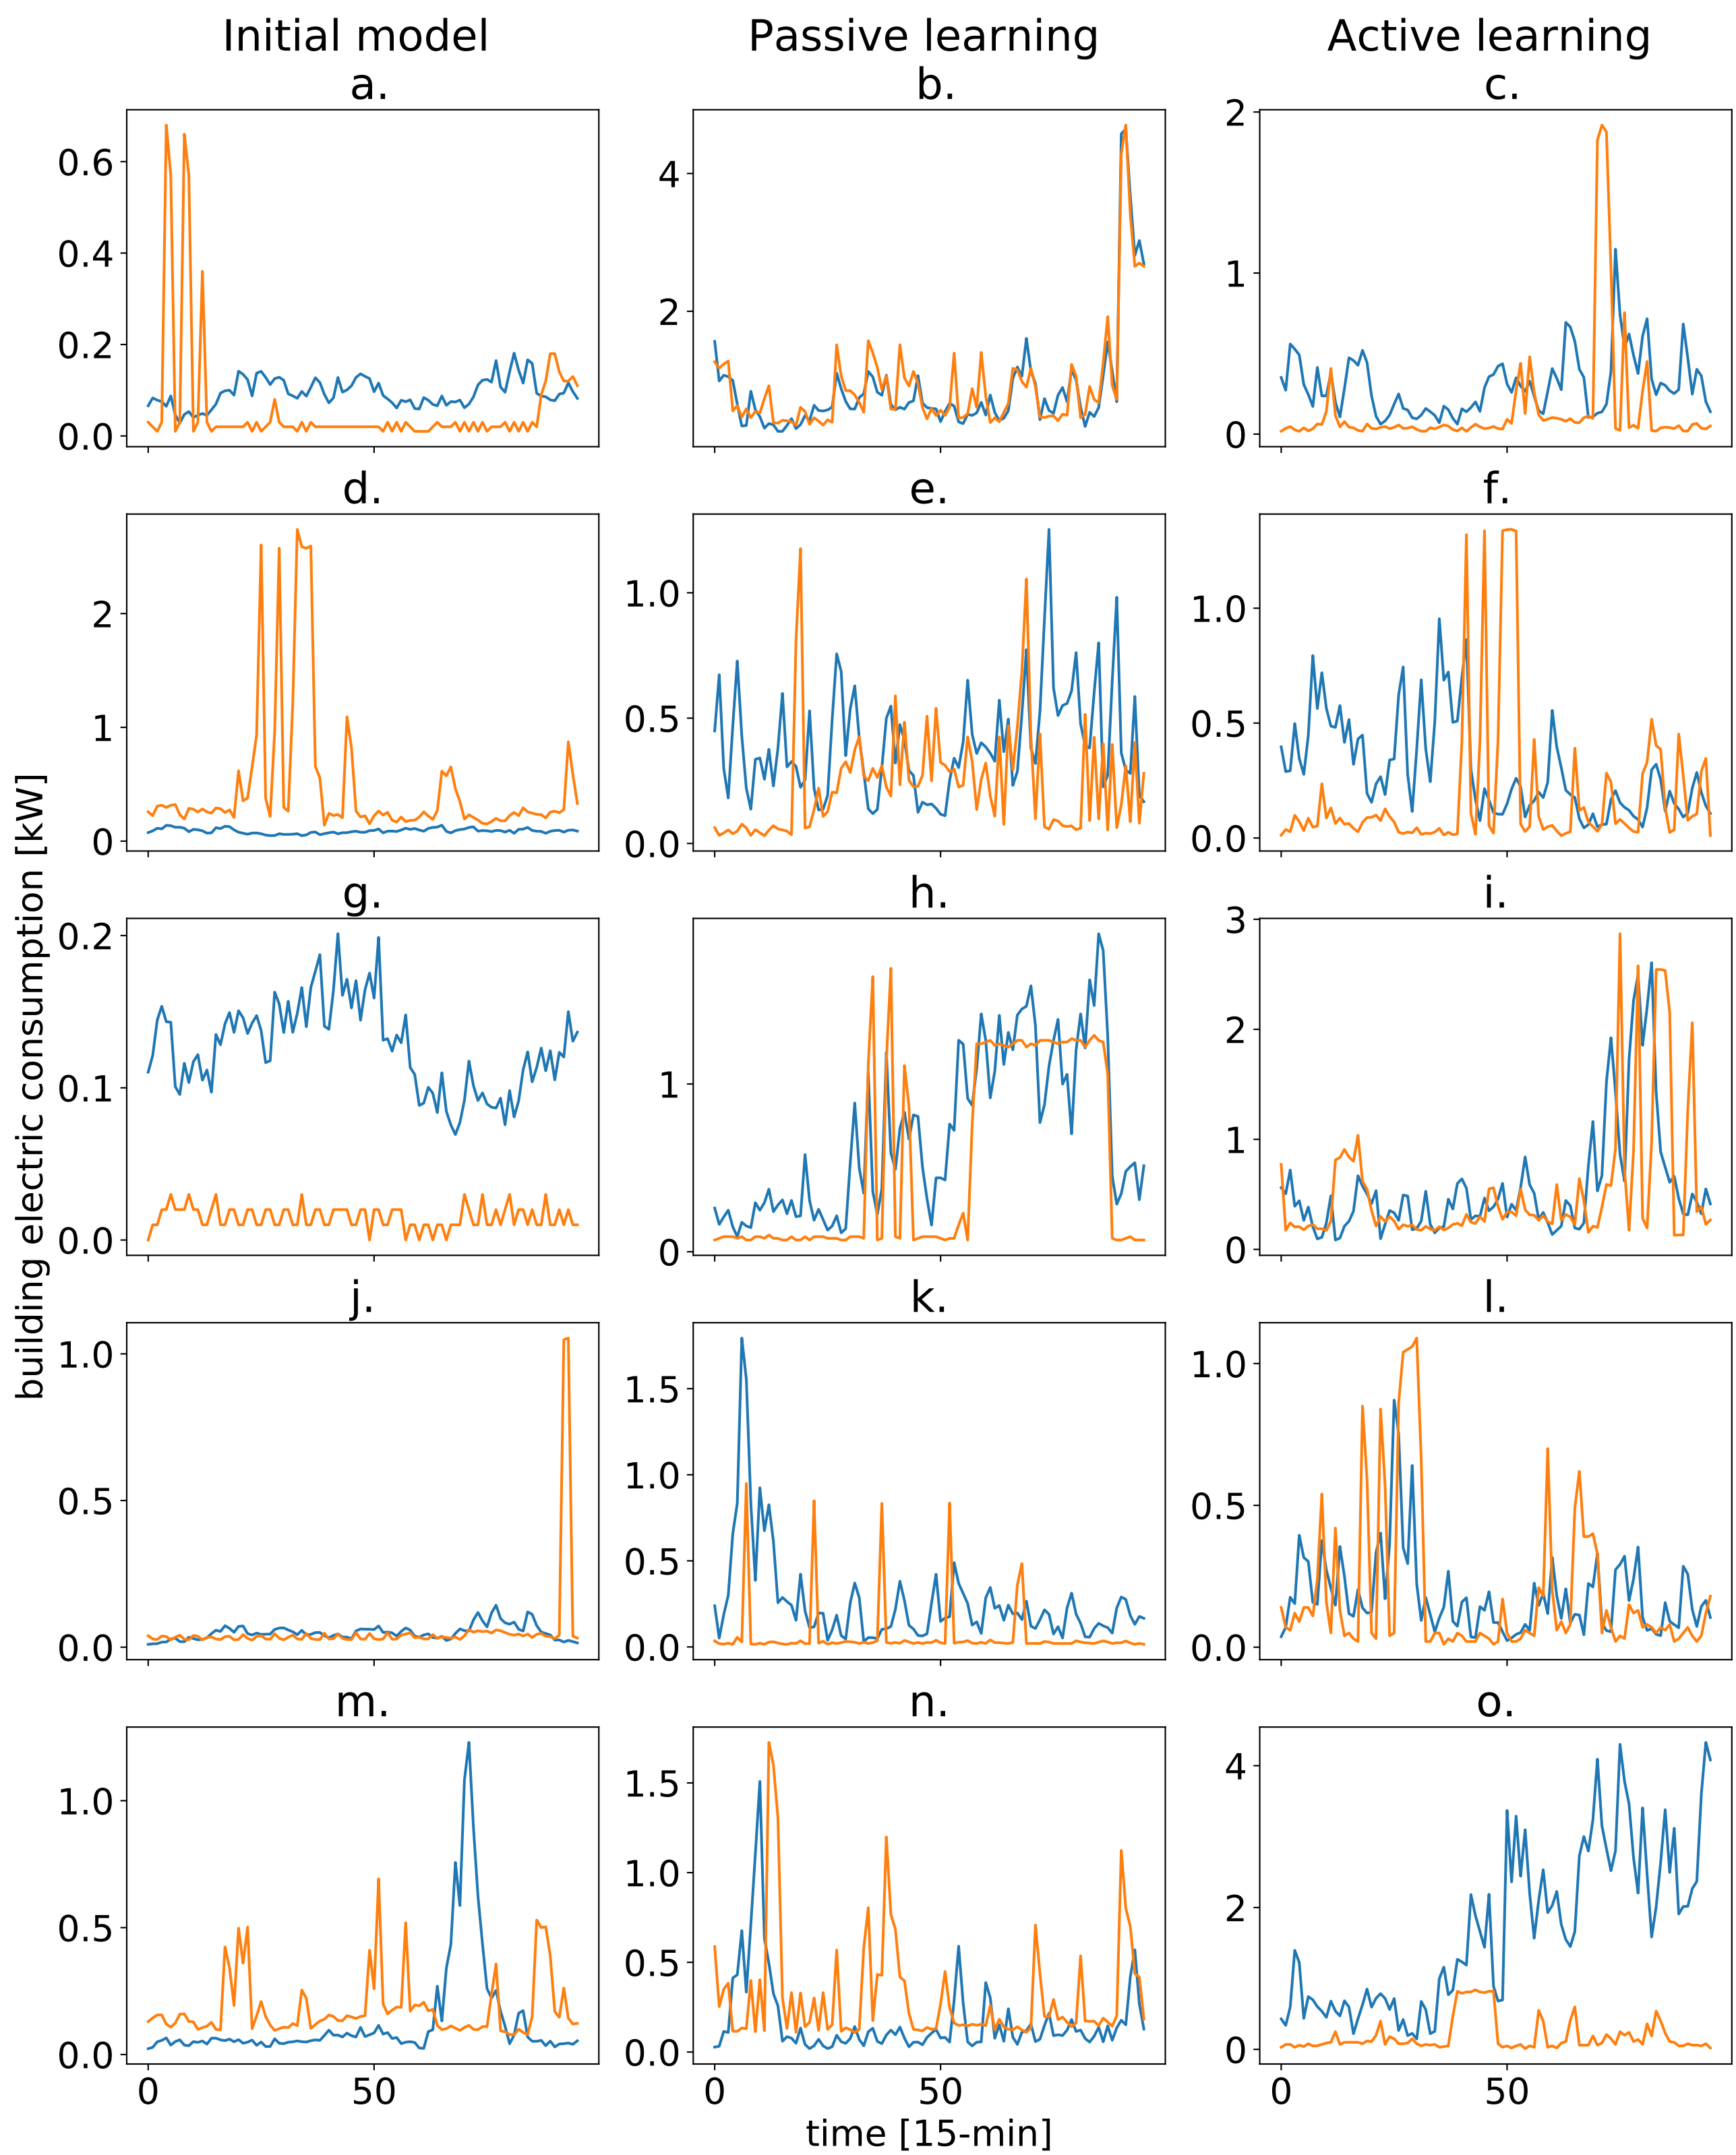 Initial model
Passive learning
Active learning
a.
b.
c.
0.6
0.4
0.2
0.0
4
2
2
1
0
d.
e.
f.
2
1
0
1.0
0.5
0.0
1.0
0.5
0.0
g.
h.
i.
0.2
0.1
0.0
1
0
3
2
1
0
j.
k.
l.
1.0
0.5
0.0
1.5
1.0
0.5
0.0
1.0
0.5
0.0
m.
n.
o.
1.0
0.5
0.0
1.5
1.0
0.5
0.0
4
2
0
0 50
0 50
0 50
building electric consumption [kW]
time [15-min]